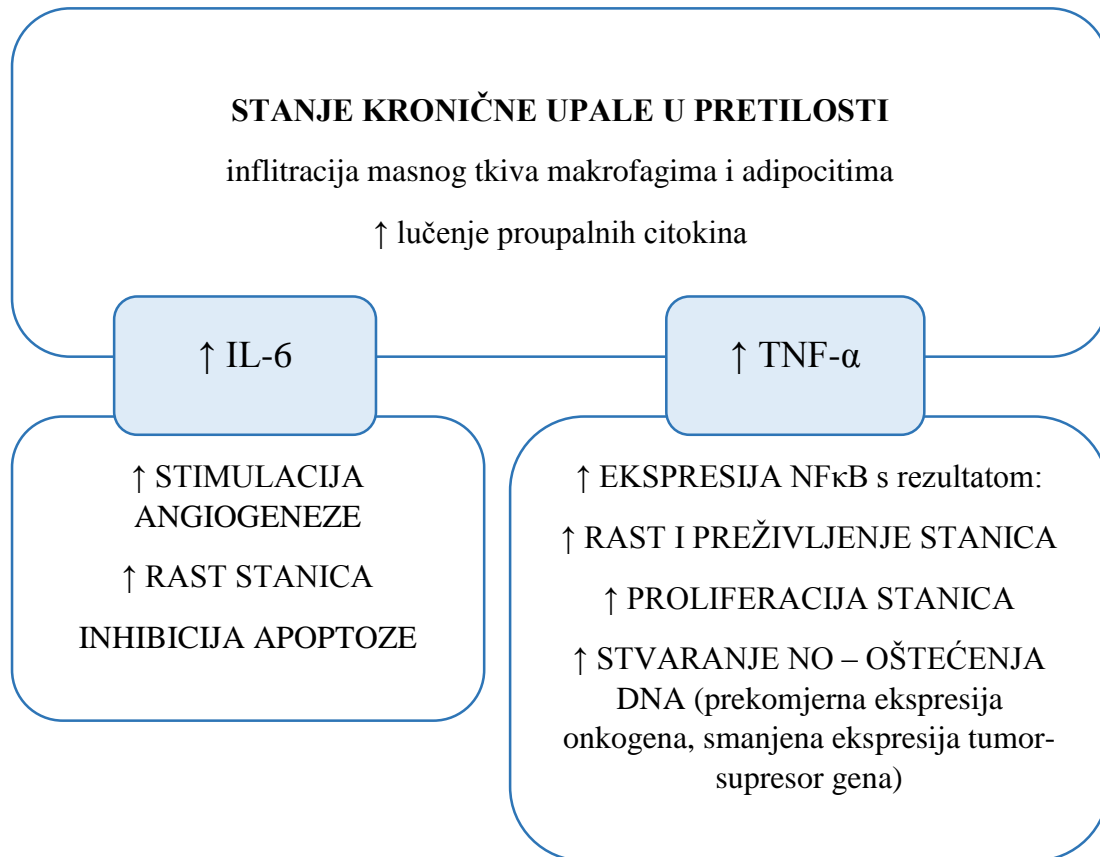 STANJE KRONIČNE UPALE U PRETILOSTI
inflitracija masnog tkiva makrofagima i adipocitima
↑ lučenje proupalnih citokina
↑ IL-6
↑ STIMULACIJA
ANGIOGENEZE
↑ RAST STANICA
INHIBICIJA APOPTOZE
↑ TNF-α
↑ EKSPRESIJA NFκB s rezultatom:
↑ RAST I PREŽIVLJENJE STANICA
↑ PROLIFERACIJA STANICA
↑ STVARANJE NO – OŠTEĆENJA
DNA (prekomjerna ekspresija
onkogena, smanjena ekspresija tumor-
supresor gena)